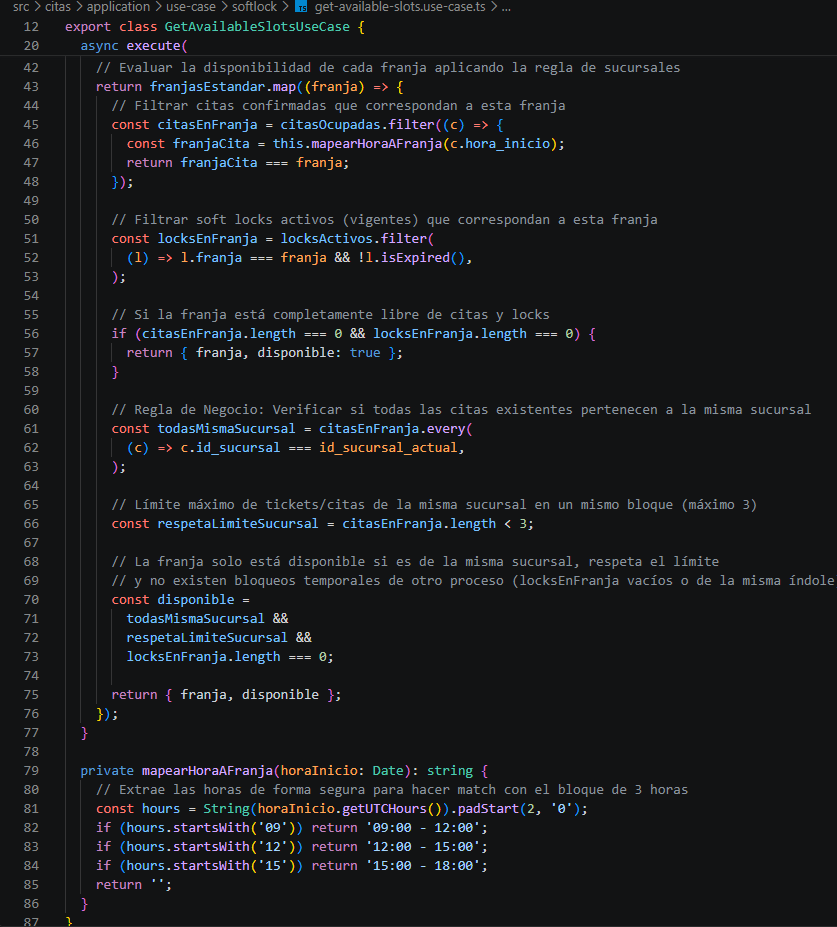 src > citas > application > use-case > softlock > TS get-available-slots.use-case.ts > ...
12 export class GetAvailableSlotsUseCase {
20   async execute(
42     // Evaluar la disponibilidad de cada franja aplicando la regla de sucursales
43     return franjasEstandar.map((franja) => {
44       // Filtrar citas confirmadas que correspondan a esta franja
45       const citasEnFranja = citasOcupadas.filter((c) => {
46         const franjaCita = this.mapearHoraAFranja(c.hora_inicio);
47         return franjaCita === franja;
48       });
49
50       // Filtrar soft locks activos (vigentes) que correspondan a esta franja
51       const locksEnFranja = locksActivos.filter(
52         (l) => l.franja === franja && !l.isExpired(),
53       );
54
55       // Si la franja está completamente libre de citas y locks
56       if (citasEnFranja.length === 0 && locksEnFranja.length === 0) {
57         return { franja, disponible: true };
58       }
59
60       // Regla de Negocio: Verificar si todas las citas existentes pertenecen a la misma sucursal
61       const todasMismaSucursal = citasEnFranja.every(
62         (c) => c.id_sucursal === id_sucursal_actual,
63       );
64
65       // Límite máximo de tickets/citas de la misma sucursal en un mismo bloque (máximo 3)
66       const respetaLimiteSucursal = citasEnFranja.length < 3;
67
68       // La franja solo está disponible si es de la misma sucursal, respeta el límite
69       // y no existen bloqueos temporales de otro proceso (locksEnFranja vacíos o de la misma índole
70       const disponible =
71         todasMismaSucursal &&
72         respetaLimiteSucursal &&
73         locksEnFranja.length === 0;
74
75       return { franja, disponible };
76     });
77   }
78
79   private mapearHoraAFranja(horaInicio: Date): string {
80     // Extrae las horas de forma segura para hacer match con el bloque de 3 horas
81     const hours = String(horaInicio.getUTCHours()).padStart(2, '0');
82     if (hours.startsWith('09')) return '09:00 - 12:00';
83     if (hours.startsWith('12')) return '12:00 - 15:00';
84     if (hours.startsWith('15')) return '15:00 - 18:00';
85     return '';
86   }
87 }